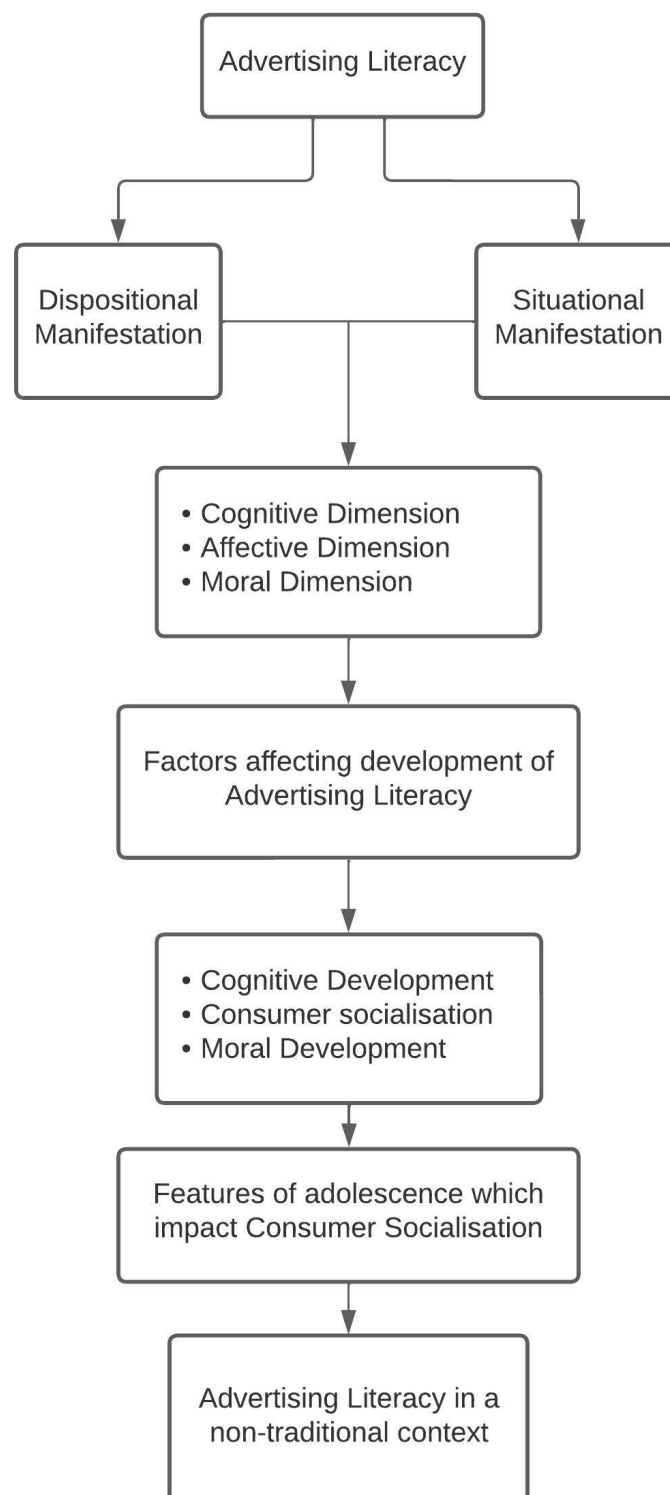 Advertising Literacy
Dispositional
Manifestation
Situational
Manifestation
• Cognitive Dimension
• Affective Dimension
• Moral Dimension
Factors affecting development of
Advertising Literacy
• Cognitive Development
• Consumer socialisation
• Moral Development
Features of adolescence which
impact Consumer Socialisation
Advertising Literacy in a
non-traditional context